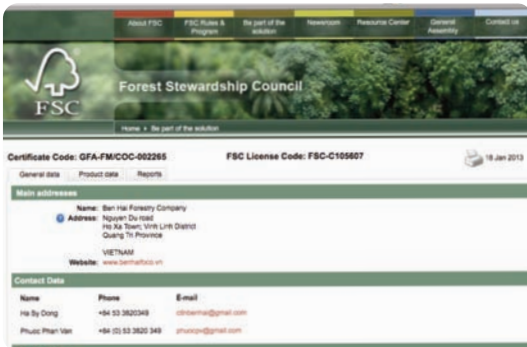 About FSC FSC Rules & Program Be part of the solution Newsroom Resource Center General Assembly Contact us
FSC
Forest Stewardship Council
Home Be part of the solution
Certificate Code: GFA-FM/COC-002265 FSC License Code: FSC-C105607 18 Jan 2013
General data Product data Reports
Main addresses
Name: Ben Hai Forestry Company
Address: Nguyen Du road
Ho Xa Town; Vinh Linh District
Quang Tri Province
VIETNAM
Website: www.benhaifoco.vn
Contact Data
Name Phone E-mail
Ha Sy Dong +84 53 3820349
Phuoc Phan Van +84 (0) 53 3820 349 phuocpv@gmail.com